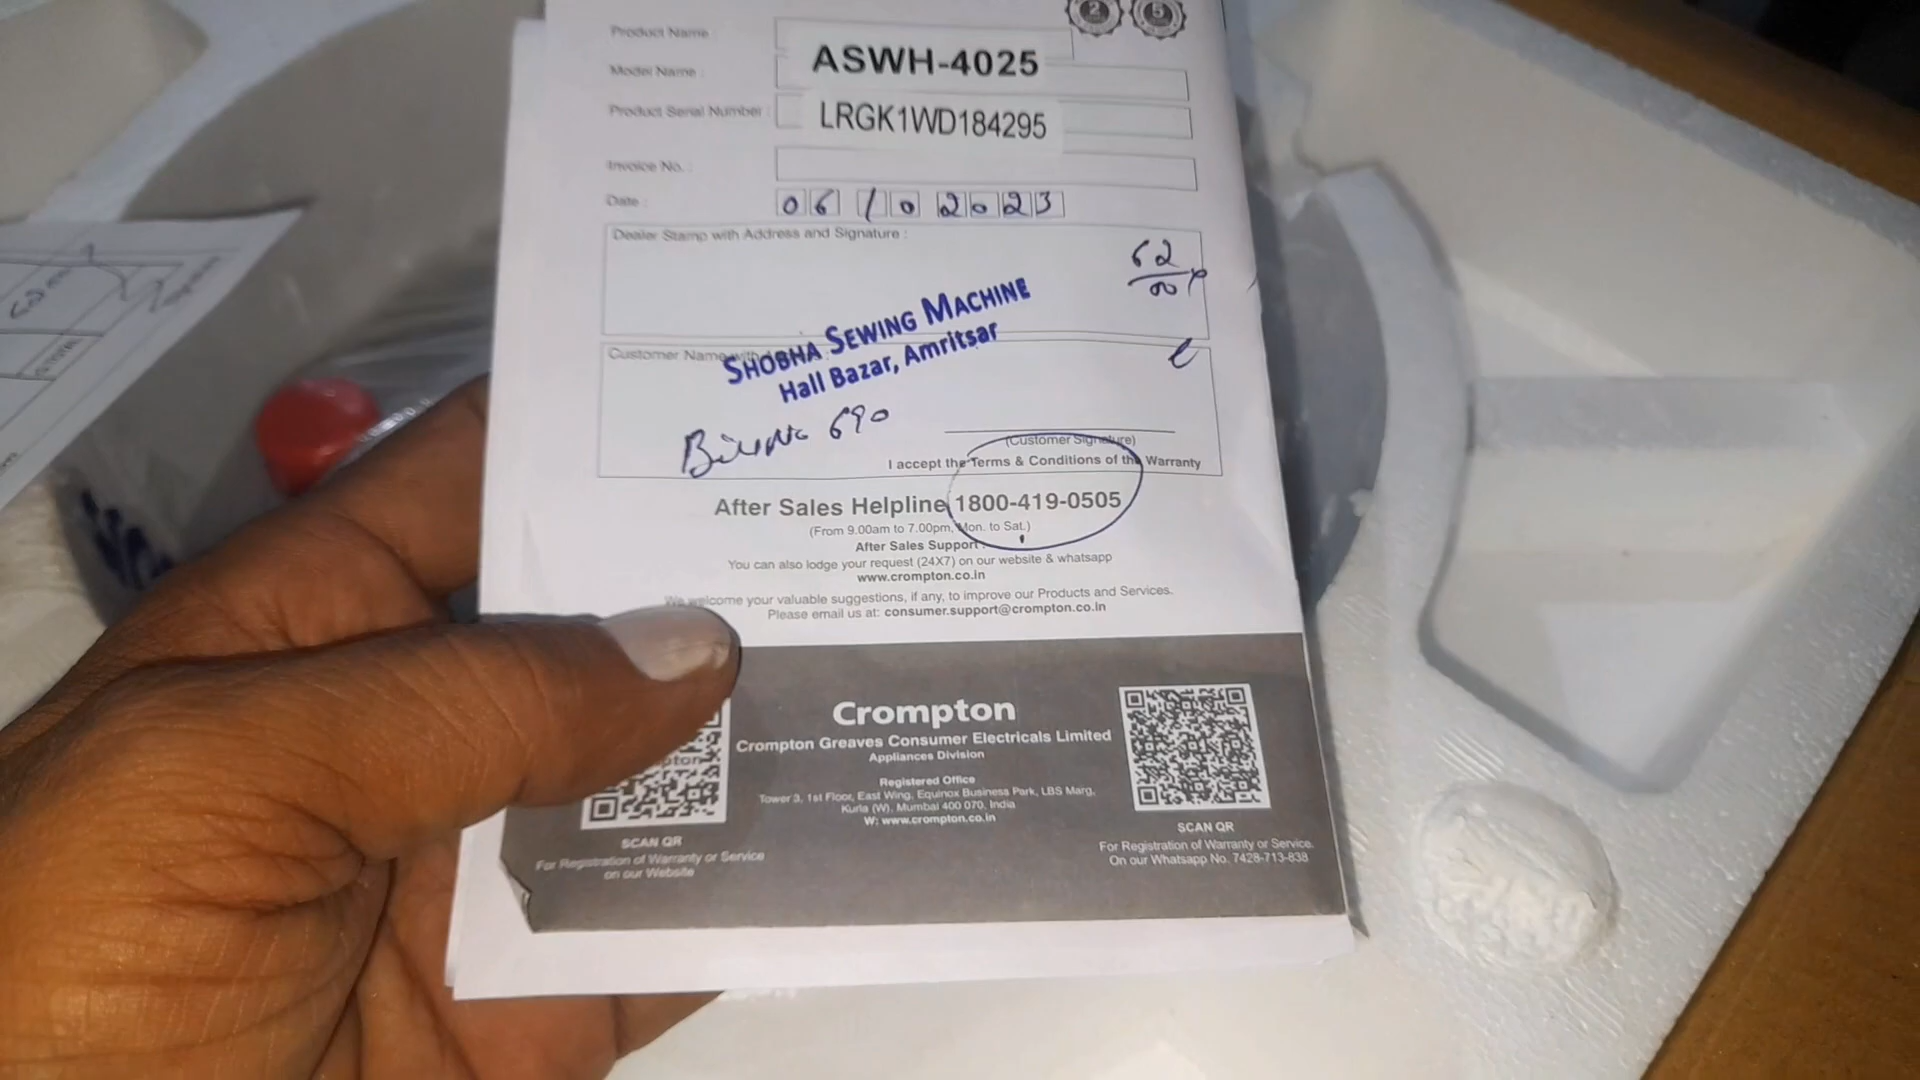 2 5
Product Name :
Model Name : ASWH-4025
Product Serial Number : LRGK1WD184295
Invoice No. :
Date : 06 10 2023
Dealer Stamp with Address and Signature :
62
SHOBHA SEWING MACHINE
Hall Bazar, Amritsar
Customer Name with
690
(Customer Signature)
I accept the Terms & Conditions of the Warranty
After Sales Helpline 1800-419-0505
(From 9.00am to 7.00pm, Mon. to Sat.)
After Sales Support :
You can also lodge your request (24X7) on our website & whatsapp
www.crompton.co.in
We welcome your valuable suggestions, if any, to improve our Products and Services.
Please email us at: consumer.support@crompton.co.in
Crompton
Crompton Greaves Consumer Electricals Limited
Appliances Division
Registered Office
Tower 3, 1st Floor, East Wing, Equinox Business Park, LBS Marg,
Kurla (W), Mumbai 400 070, India
W: www.crompton.co.in
SCAN QR
For Registration of Warranty or Service
on our Website
SCAN QR
For Registration of Warranty or Service.
On our Whatsapp No. 7428-713-838